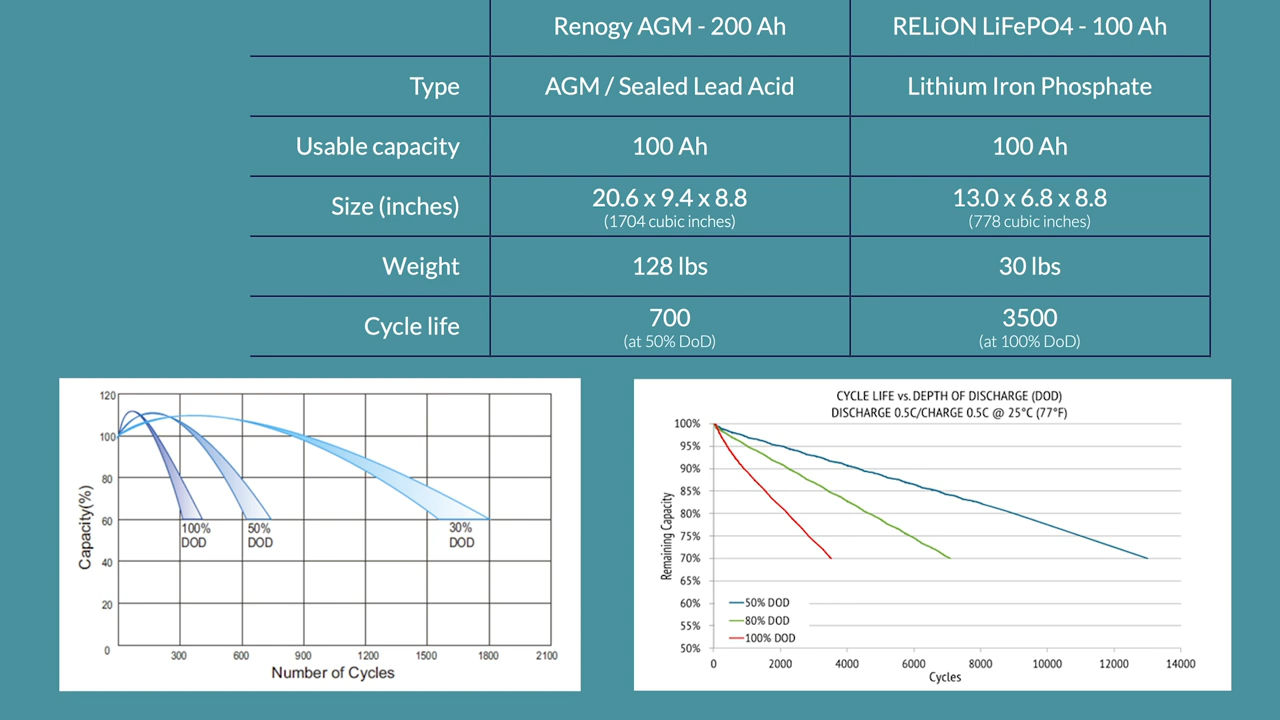 Renogy AGM - 200 Ah
RELiON LiFePO4 - 100 Ah
Type
AGM / Sealed Lead Acid
Lithium Iron Phosphate
Usable capacity
100 Ah
100 Ah
Size (inches)
20.6 x 9.4 x 8.8
(1704 cubic inches)
13.0 x 6.8 x 8.8
(778 cubic inches)
Weight
128 lbs
30 lbs
Cycle life
700
(at 50% DoD)
3500
(at 100% DoD)
Capacity(%)
120
100
80
60
40
20
0
100%
DOD
50%
DOD
30%
DOD
300
600
900
1200
1500
1800
2100
Number of Cycles
CYCLE LIFE vs. DEPTH OF DISCHARGE (DOD)
DISCHARGE 0.5C/CHARGE 0.5C @ 25°C (77°F)
Remaining Capacity
100%
95%
90%
85%
80%
75%
70%
65%
60%
55%
50%
50% DOD
80% DOD
100% DOD
0
2000
4000
6000
8000
10000
12000
14000
Cycles